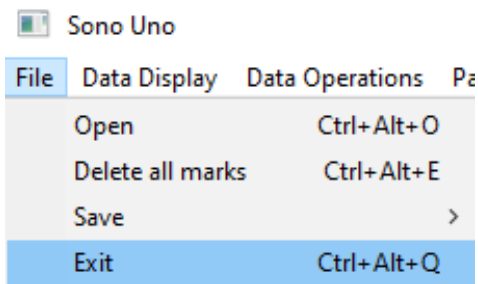 Sono Uno
File Data Display Data Operations Pa
Open Ctrl+Alt+O
Delete all marks Ctrl+Alt+E
Save >
Exit Ctrl+Alt+Q